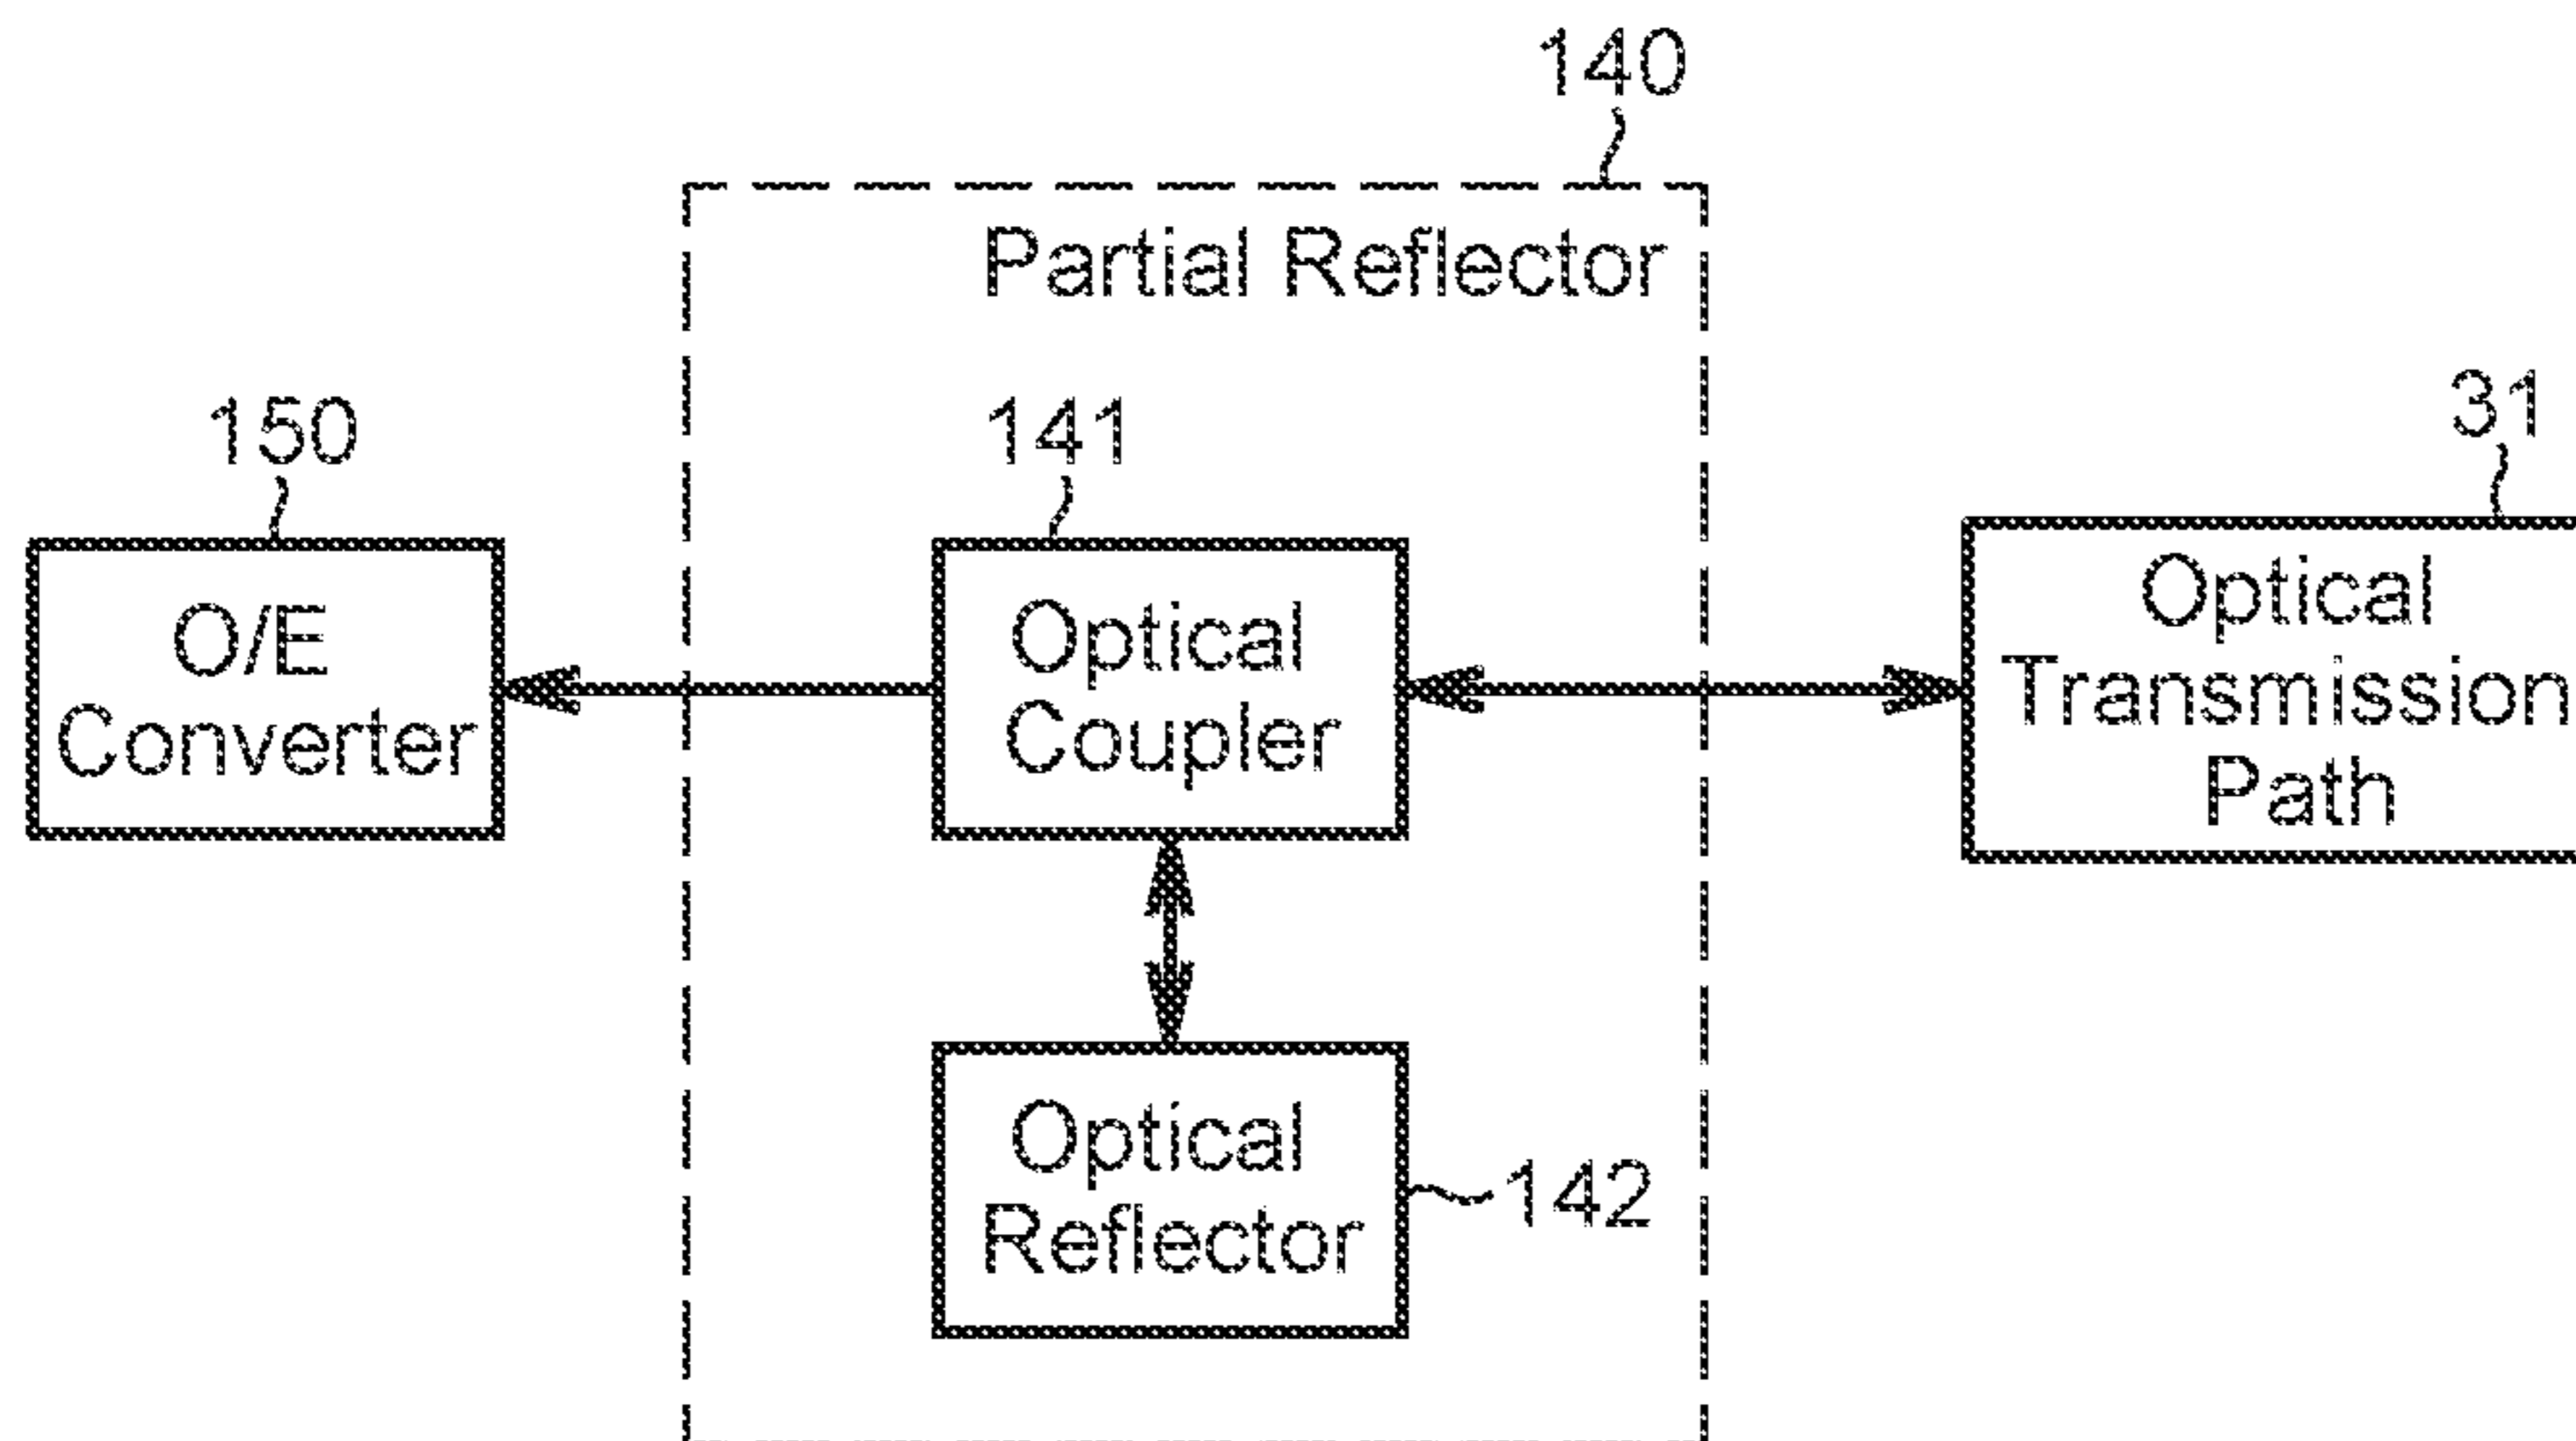 140
Partial Reflector
150
141
31
O/E
Converter
Optical
Coupler
Optical
Transmission
Path
Optical
Reflector
142